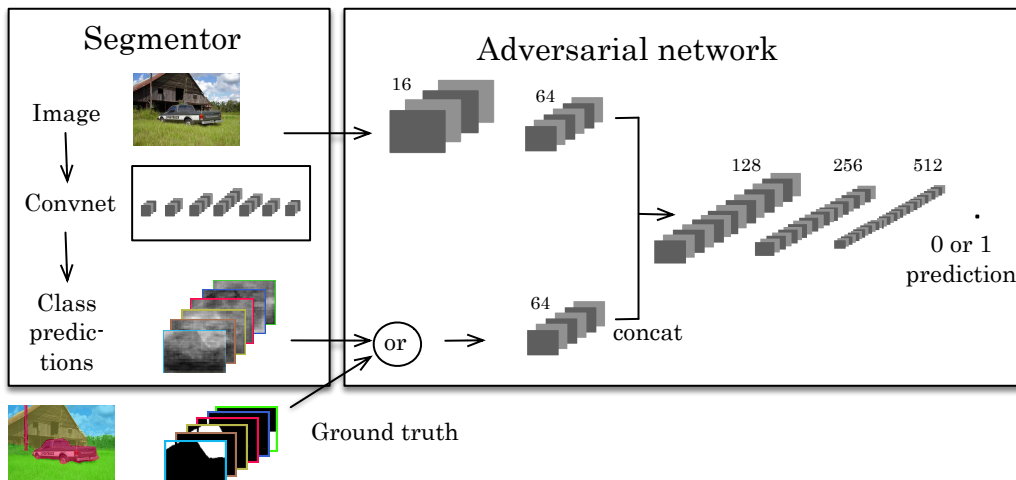 Segmentor
Adversarial network
Image
16
64
Convnet
128
256
512
0 or 1
prediction
Class
predic-
tions
or
64
concat
Ground truth